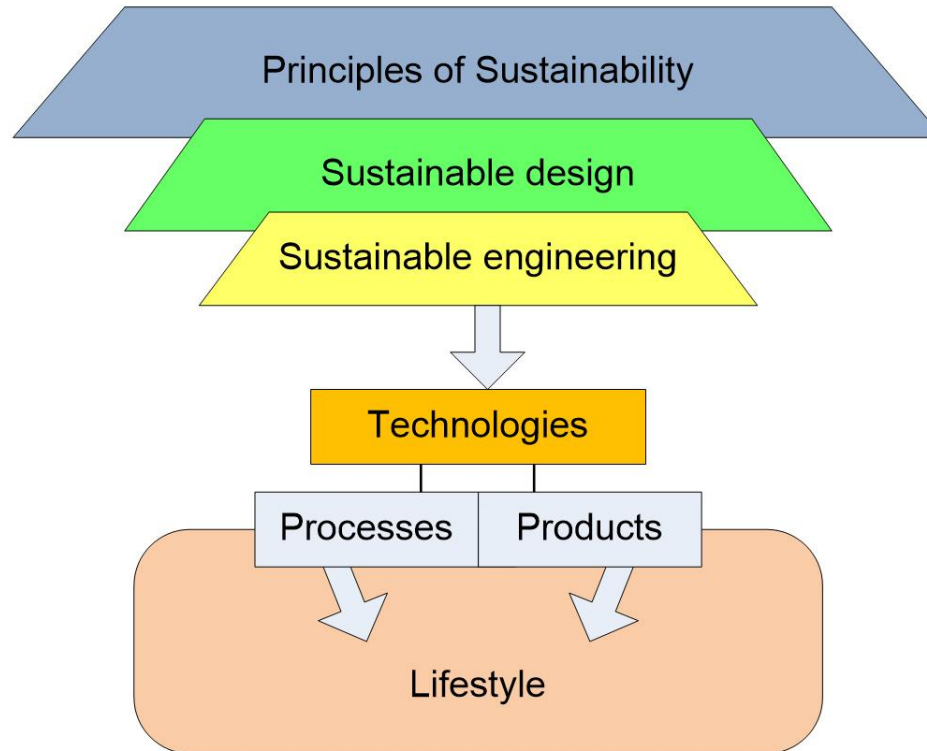 Principles of Sustainability
Sustainable design
Sustainable engineering
Technologies
Processes
Products
Lifestyle